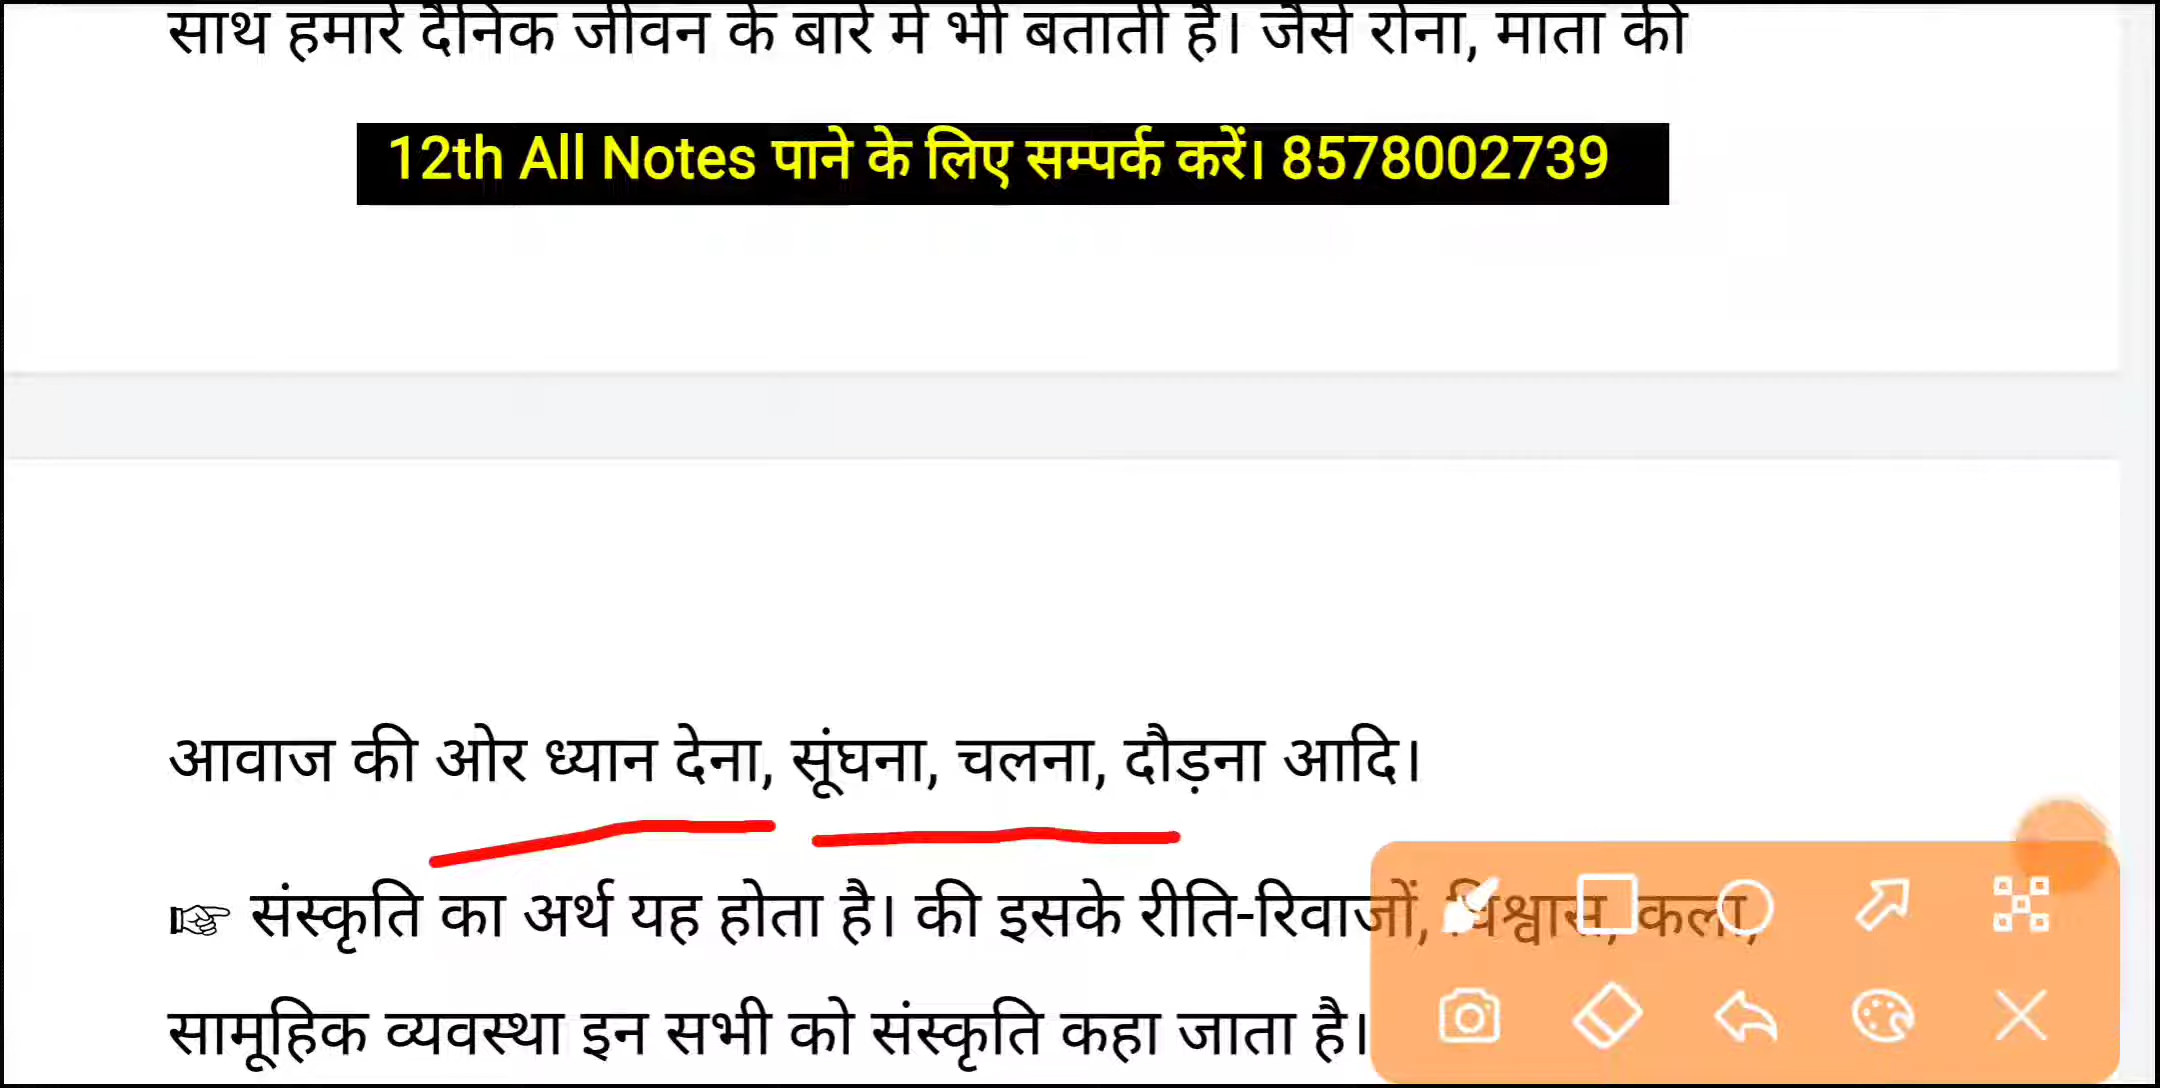 साथ हमारे दैनिक जीवन के बारे में भी बताती है। जैसे रोना, माता की
12th All Notes पाने के लिए सम्पर्क करें। 8578002739
आवाज की ओर ध्यान देना, सूंघना, चलना, दौड़ना आदि।
☞ संस्कृति का अर्थ यह होता है। की इसके रीति-रिवाजों, विश्वास, कला,
सामूहिक व्यवस्था इन सभी को संस्कृति कहा जाता है।